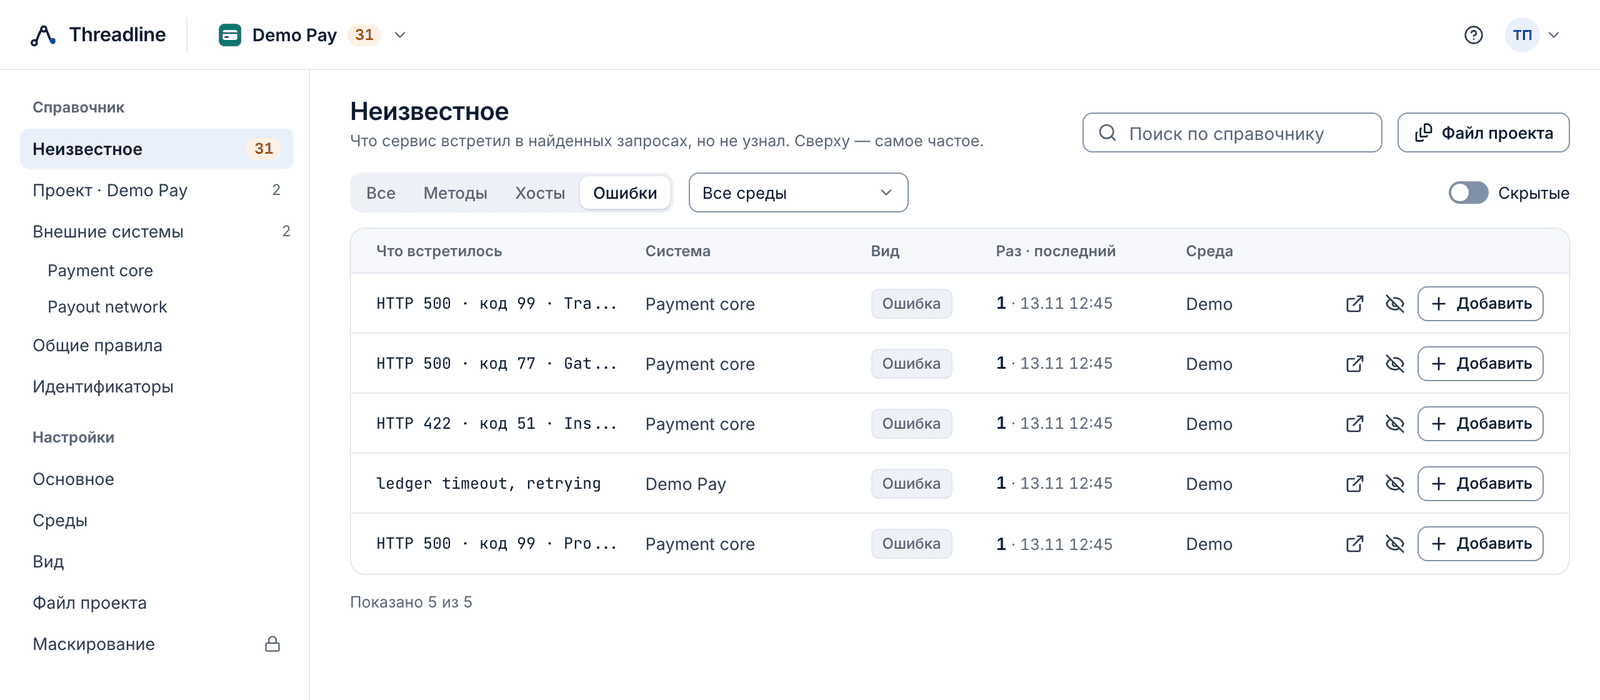 Threadline
Demo Pay 31
ТП
Справочник
Неизвестное 31
Проект · Demo Pay 2
Внешние системы 2
Payment core
Payout network
Общие правила
Идентификаторы
Настройки
Основное
Среды
Вид
Файл проекта
Маскирование
Неизвестное
Что сервис встретил в найденных запросах, но не узнал. Сверху — самое частое.
Поиск по справочнику
Файл проекта
Все Методы Хосты Ошибки
Все среды
Скрытые
Что встретилось Система Вид Раз · последний Среда
HTTP 500 · код 99 · Tra... Payment core Ошибка 1 · 13.11 12:45 Demo Добавить
HTTP 500 · код 77 · Gat... Payment core Ошибка 1 · 13.11 12:45 Demo Добавить
HTTP 422 · код 51 · Ins... Payment core Ошибка 1 · 13.11 12:45 Demo Добавить
ledger timeout, retrying Demo Pay Ошибка 1 · 13.11 12:45 Demo Добавить
HTTP 500 · код 99 · Pro... Payment core Ошибка 1 · 13.11 12:45 Demo Добавить
Показано 5 из 5